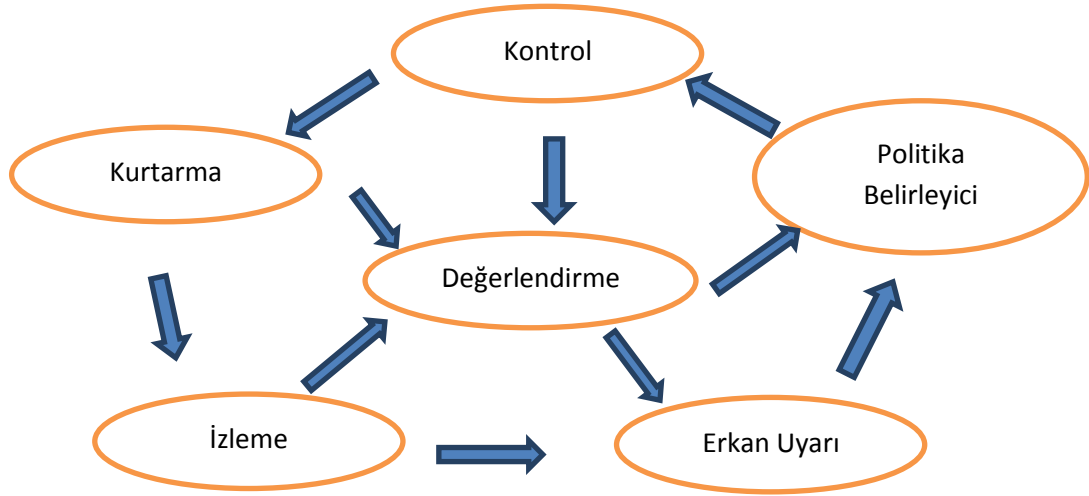 Kontrol
Kurtarma
Politika
Belirleyici
Değerlendirme
İzleme
Erkan Uyarı